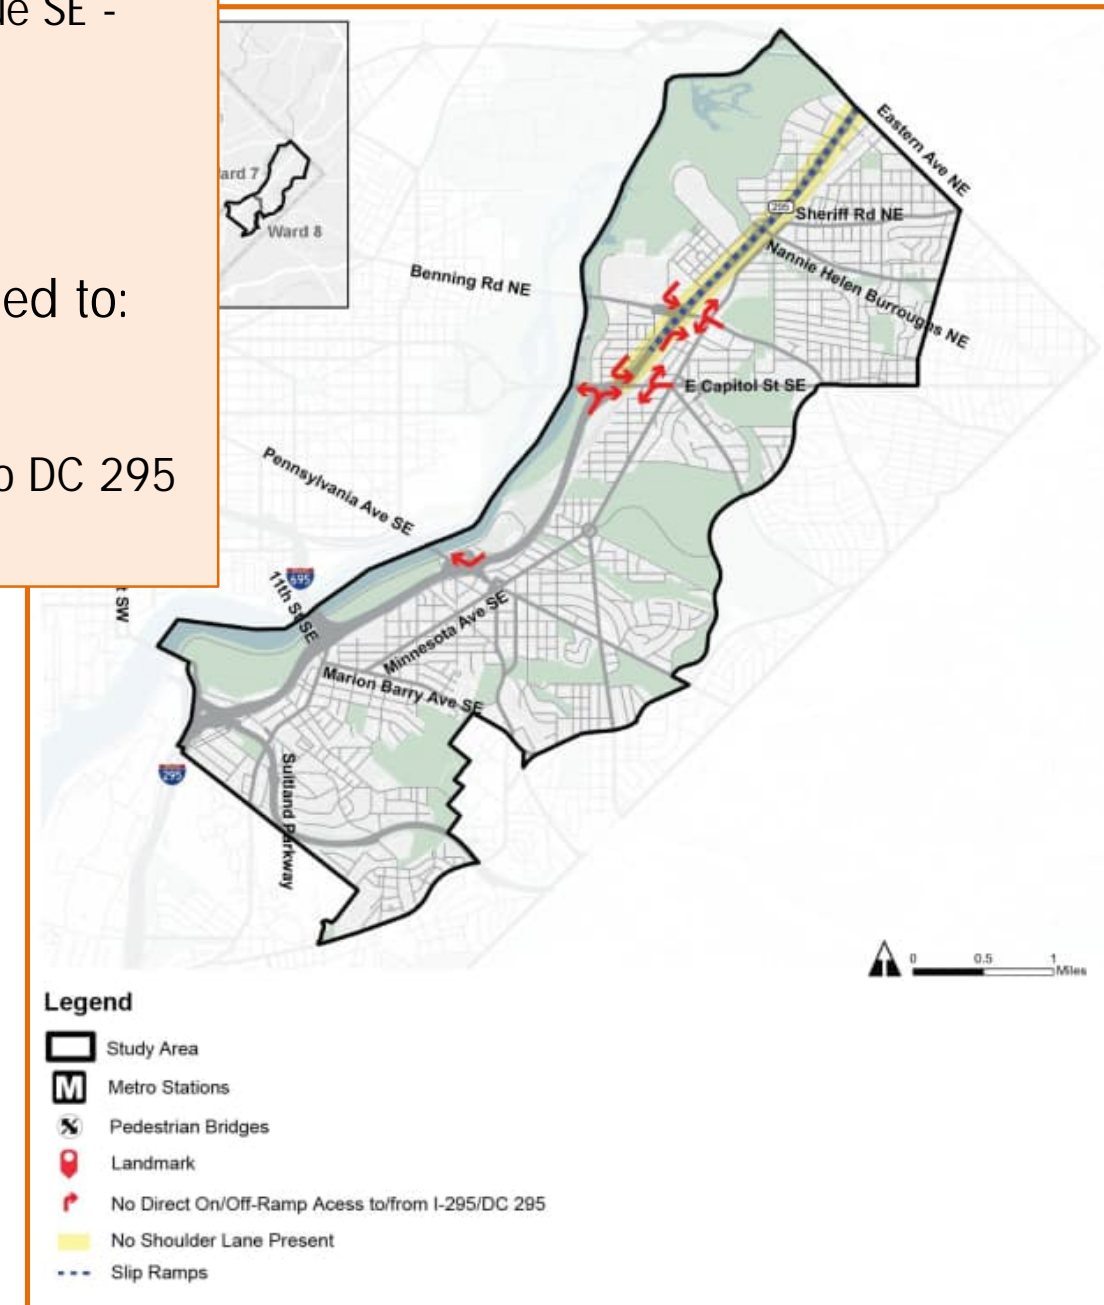 SE -
ed to:
DC 295
Ward 8
Eastern Ave NE
295
Sheriff Rd NE
Nannie Helen Burroughs NE
Benning Rd NE
E Capitol St SE
Pennsylvania Ave SE
695
11th St SE
SW
Minnesota Ave SE
Marion Barry Ave SE
295
Suitland Parkway
0 0.5 1
Miles
Legend
Study Area
M Metro Stations
Pedestrian Bridges
Landmark
No Direct On/Off-Ramp Acess to/from I-295/DC 295
No Shoulder Lane Present
Slip Ramps